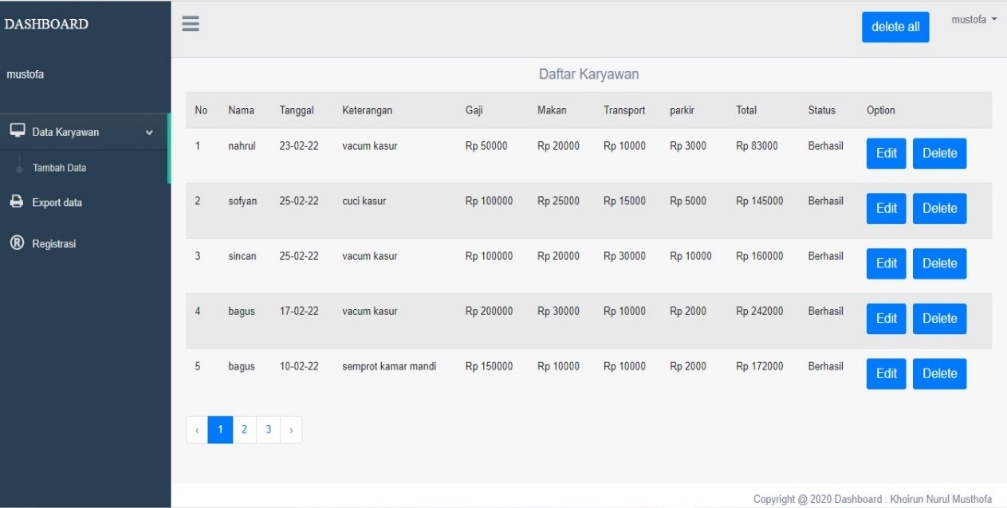 DASHBOARD
delete all
mustofa
mustofa
Data Karyawan
Tambah Data
Export data
® Registrasi
Daftar Karyawan
No Nama Tanggal Keterangan Gaji Makan Transport parkir Total Status Option
1 nahrul 23-02-22 vacum kasur Rp 50000 Rp 20000 Rp 10000 Rp 3000 Rp 83000 Berhasil Edit Delete
2 sofyan 25-02-22 cuci kasur Rp 100000 Rp 25000 Rp 15000 Rp 5000 Rp 145000 Berhasil Edit Delete
3 sincan 25-02-22 vacum kasur Rp 100000 Rp 20000 Rp 30000 Rp 10000 Rp 160000 Berhasil Edit Delete
4 bagus 17-02-22 vacum kasur Rp 200000 Rp 30000 Rp 10000 Rp 2000 Rp 242000 Berhasil Edit Delete
5 bagus 10-02-22 semprot kamar mandi Rp 150000 Rp 10000 Rp 10000 Rp 2000 Rp 172000 Berhasil Edit Delete
‹ 1 2 3 ›
Copyright @ 2020 Dashboard : Khoirun Nurul Musthofa